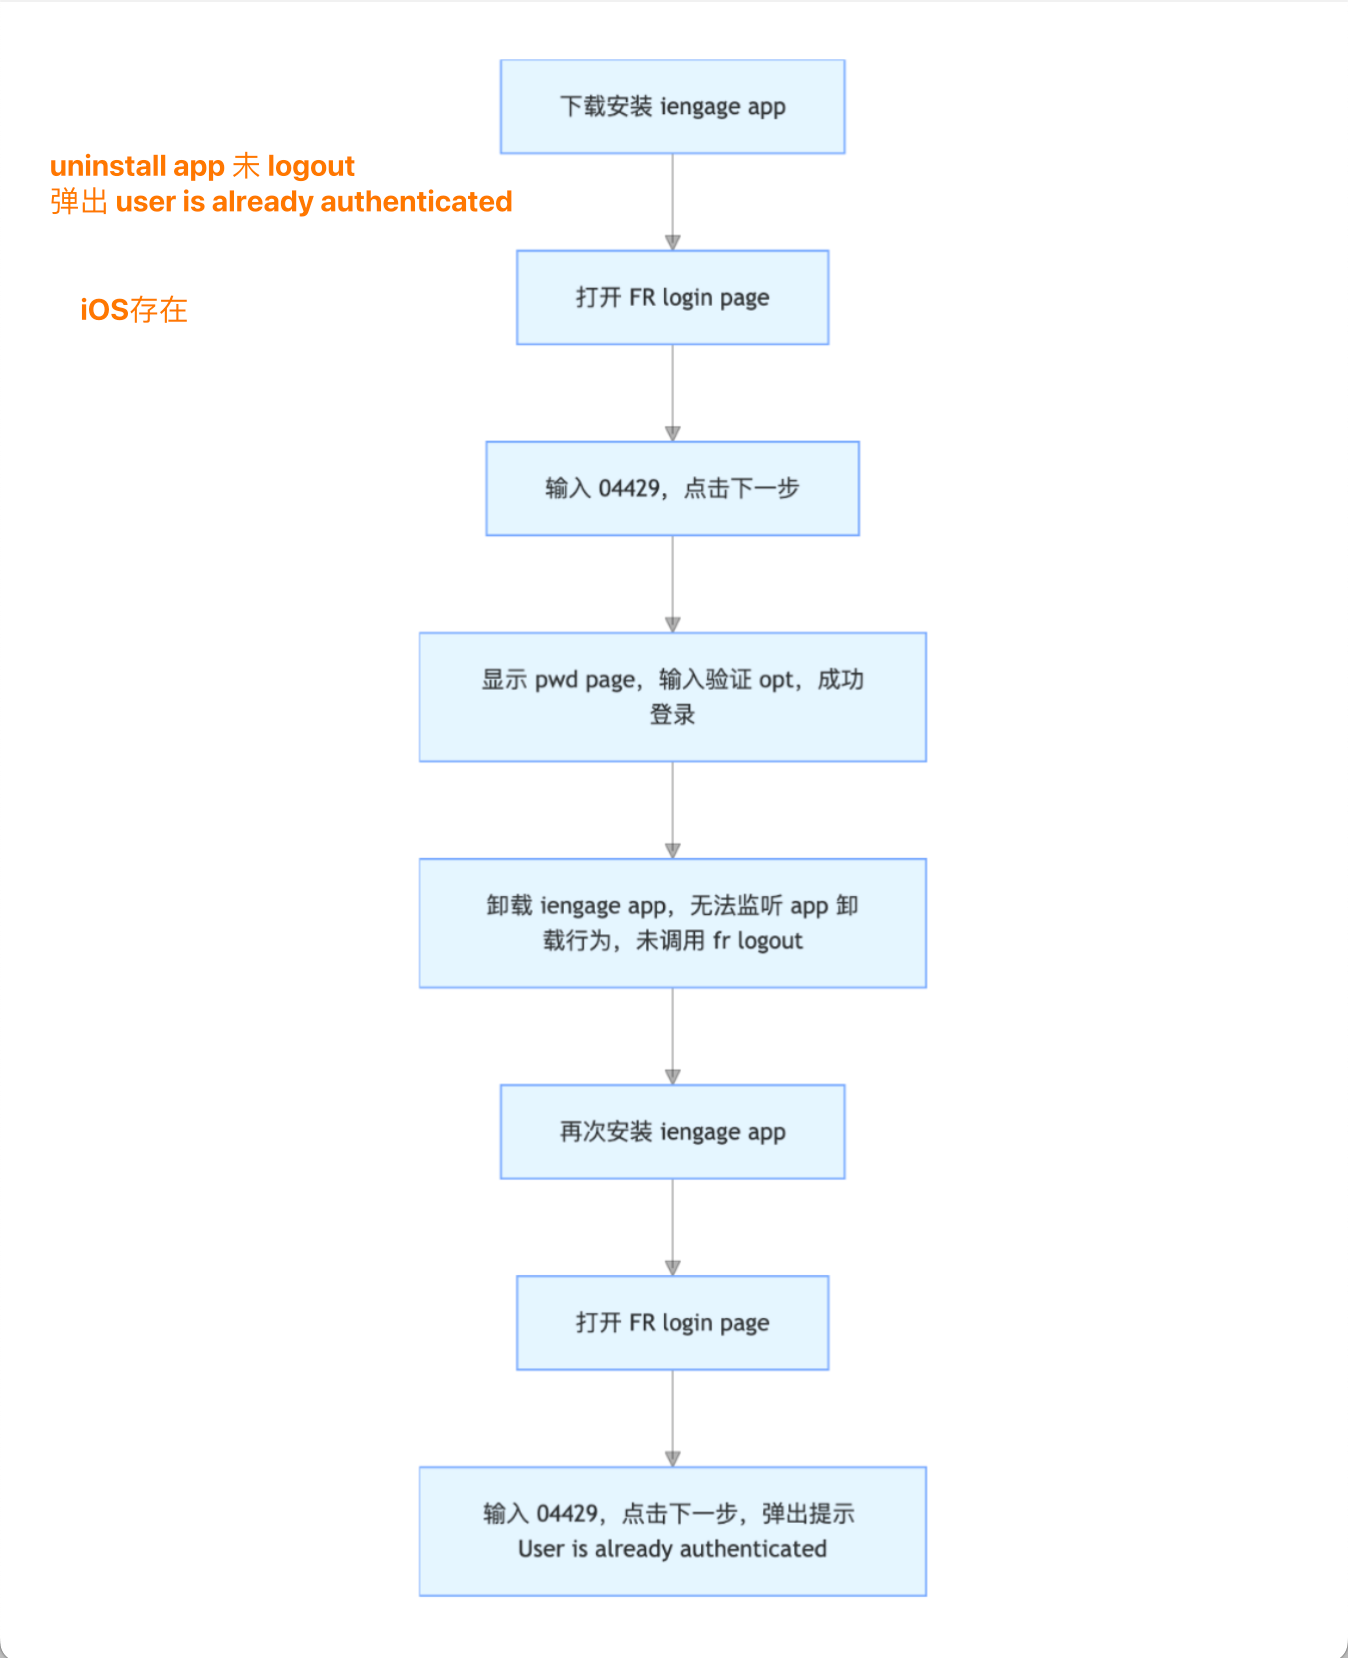 下载安装 iengage app
uninstall app 未 logout
弹出 user is already authenticated
打开 FR login page
iOS存在
输入 04429，点击下一步
显示 pwd page，输入验证 opt，成功
登录
卸载 iengage app，无法监听 app 卸
载行为，未调用 fr logout
再次安装 iengage app
打开 FR login page
输入 04429，点击下一步，弹出提示
User is already authenticated